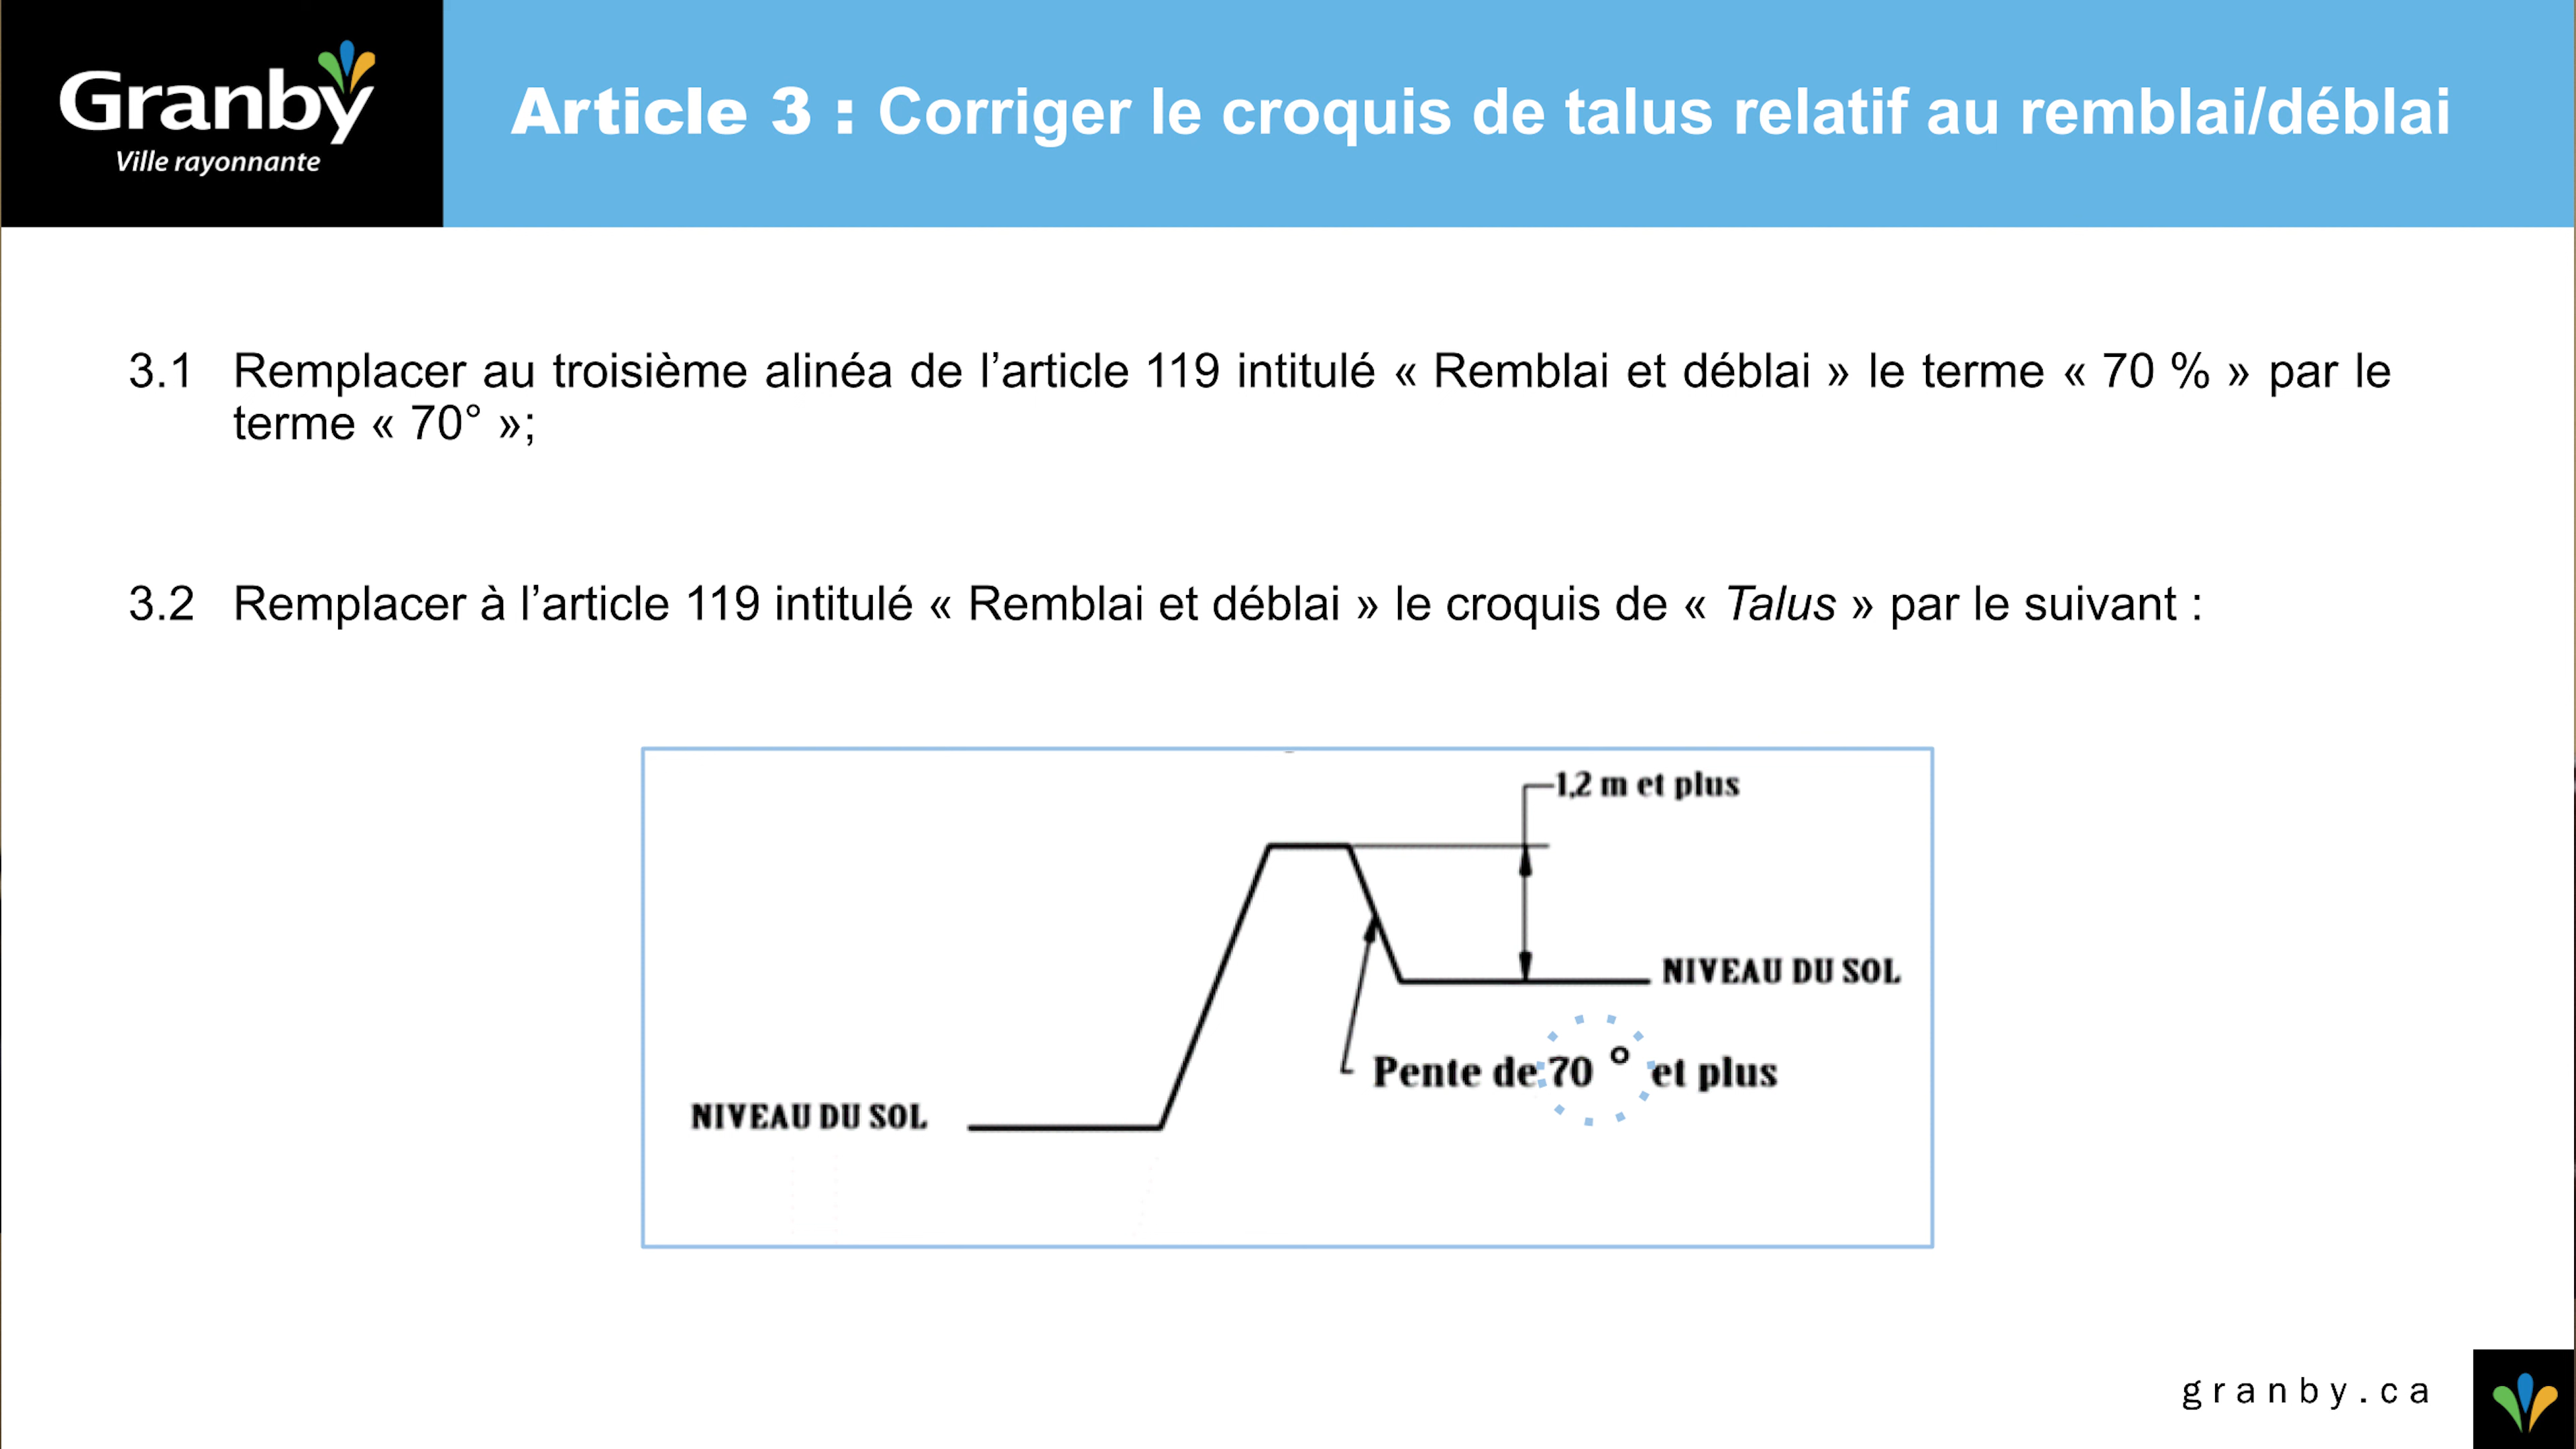 Granby
Ville rayonnante
Article 3 : Corriger le croquis de talus relatif au remblai/déblai
3.1 Remplacer au troisième alinéa de l’article 119 intitulé « Remblai et déblai » le terme « 70 % » par le
terme « 70° »;
3.2 Remplacer à l’article 119 intitulé « Remblai et déblai » le croquis de « Talus » par le suivant :
1,2 m et plus
NIVEAU DU SOL
Pente de 70 ° et plus
NIVEAU DU SOL
granby.ca